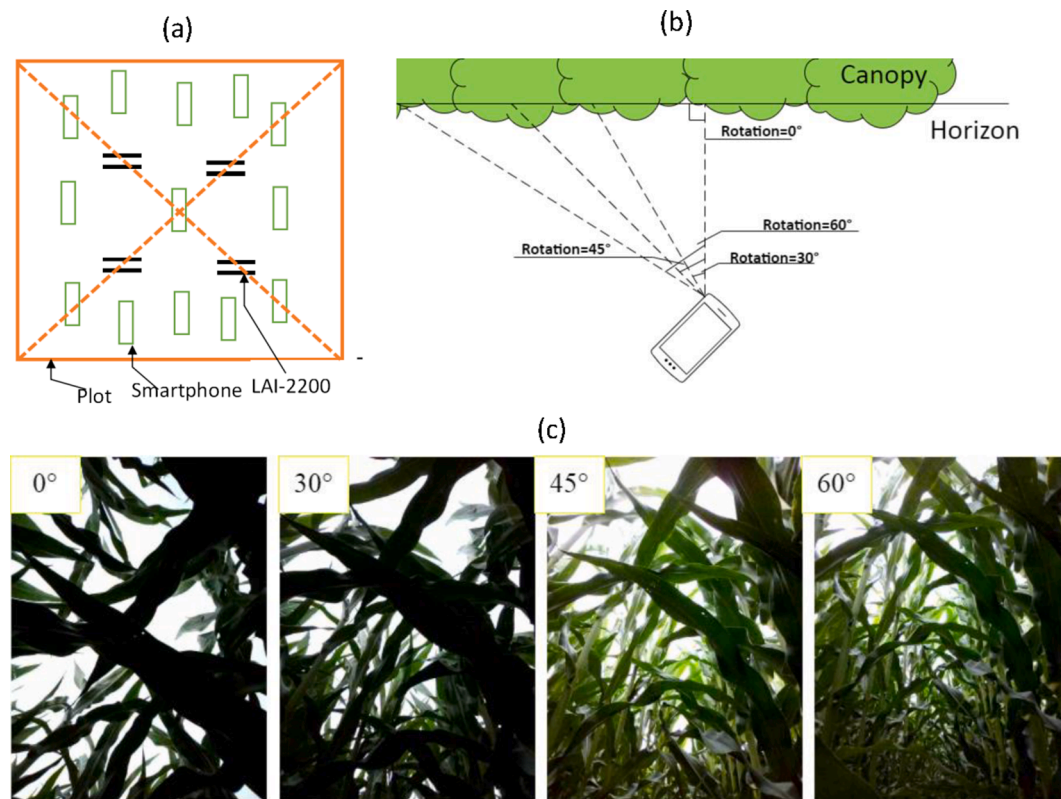 (a)
Plot
Smartphone
LAI-2200
(b)
Canopy
Rotation=0°
Horizon
Rotation=60°
Rotation=45°
Rotation=30°
(c)
0°
30°
45°
60°